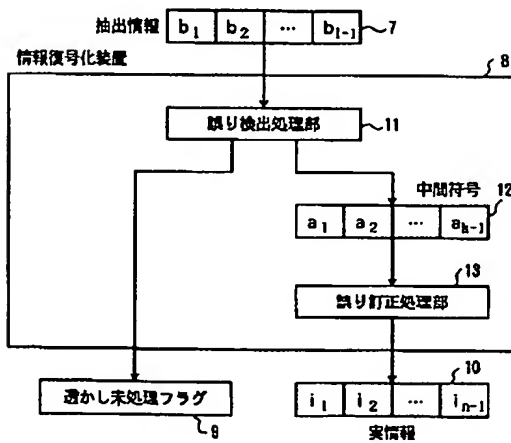 抽出情報 b1 b2 … bl-1 7
情報復号化装置 8
誤り検出処理部 11
中間符号 12
a1 a2 … ak-1
13
誤り訂正処理部
10
透かし未処理フラグ i1 i2 … in-1
9 実情報